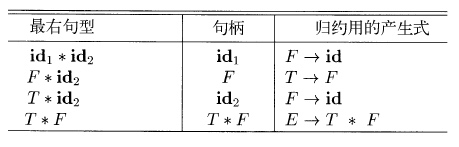 最右句型 句柄 归约用的产生式
id₁ * id₂ id₁ F → id
F * id₂ F T → F
T * id₂ id₂ F → id
T * F T * F E → T * F